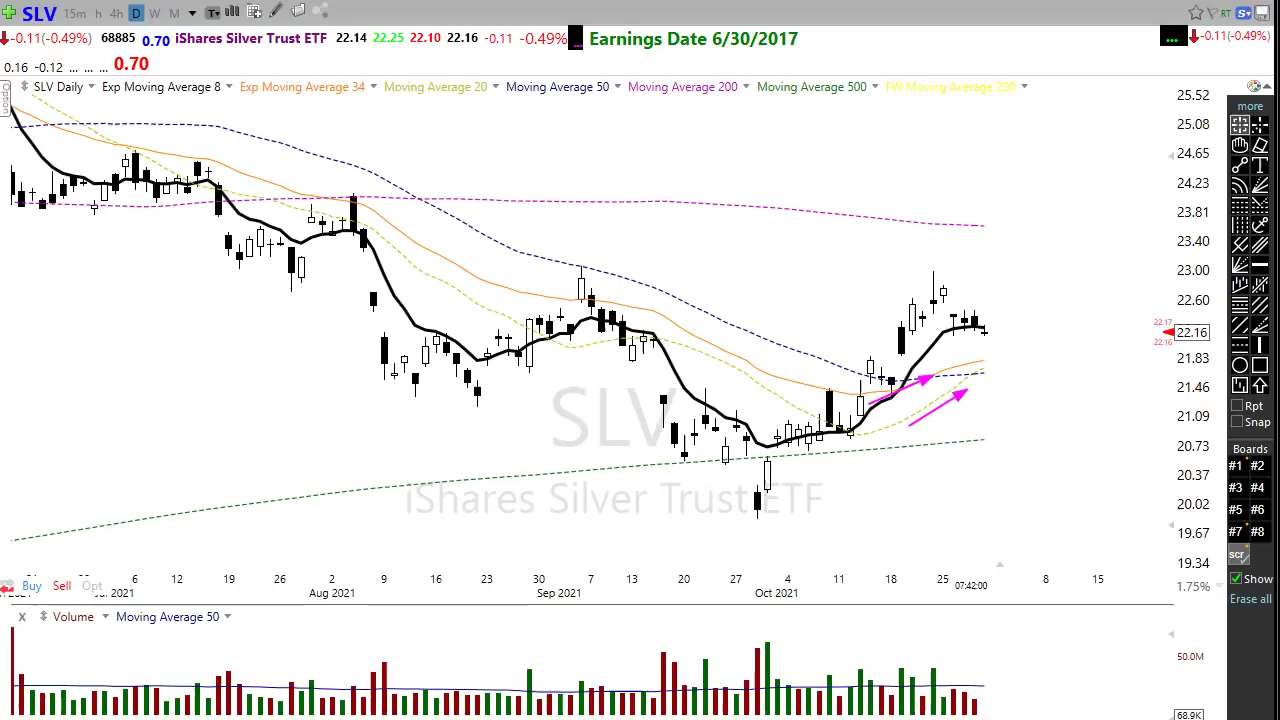 SLV 15m h 4H D W M T RT S
-0.11(-0.49%) 68885 0.70 iShares Silver Trust ETF 22.14 22.25 22.10 22.16 -0.11 -0.49% ... Earnings Date 6/30/2017 ... -0.11(-0.49%)
0.16 -0.12 ... ... ... 0.70
Option
SLV Daily Exp Moving Average 8 Exp Moving Average 34 Moving Average 20 Moving Average 50 Moving Average 200 Moving Average 500 FW Moving Average 200
25.52
25.08
24.65
24.23
23.81
23.40
23.00
22.60
22.17
22.16
22.16
21.83
21.46
21.09
20.73
20.37
20.02
19.67
19.34
SLV
iShares Silver Trust ETF
more
Rpt
Snap
Boards
#1 #2
#3 #4
#5 #6
#7 #8
scr
Show
Erase all
6 12 19 26 2 9 16 23 30 7 13 20 27 4 11 18 25 8 15
Buy Sell Opt
2021 Aug 2021 Sep 2021 Oct 2021 07:42:00 1.75%
x Volume Moving Average 50
50.0M
68.9K